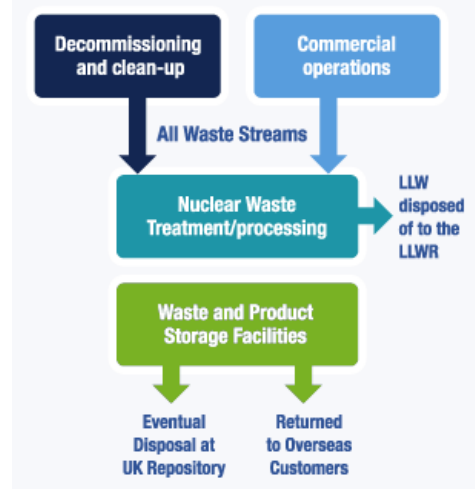 Decommissioning
and clean-up
Commercial
operations
All Waste Streams
Nuclear Waste
Treatment/processing
LLW
disposed
of to the
LLWR
Waste and Product
Storage Facilities
Eventual
Disposal at
UK Repository
Returned
to Overseas
Customers